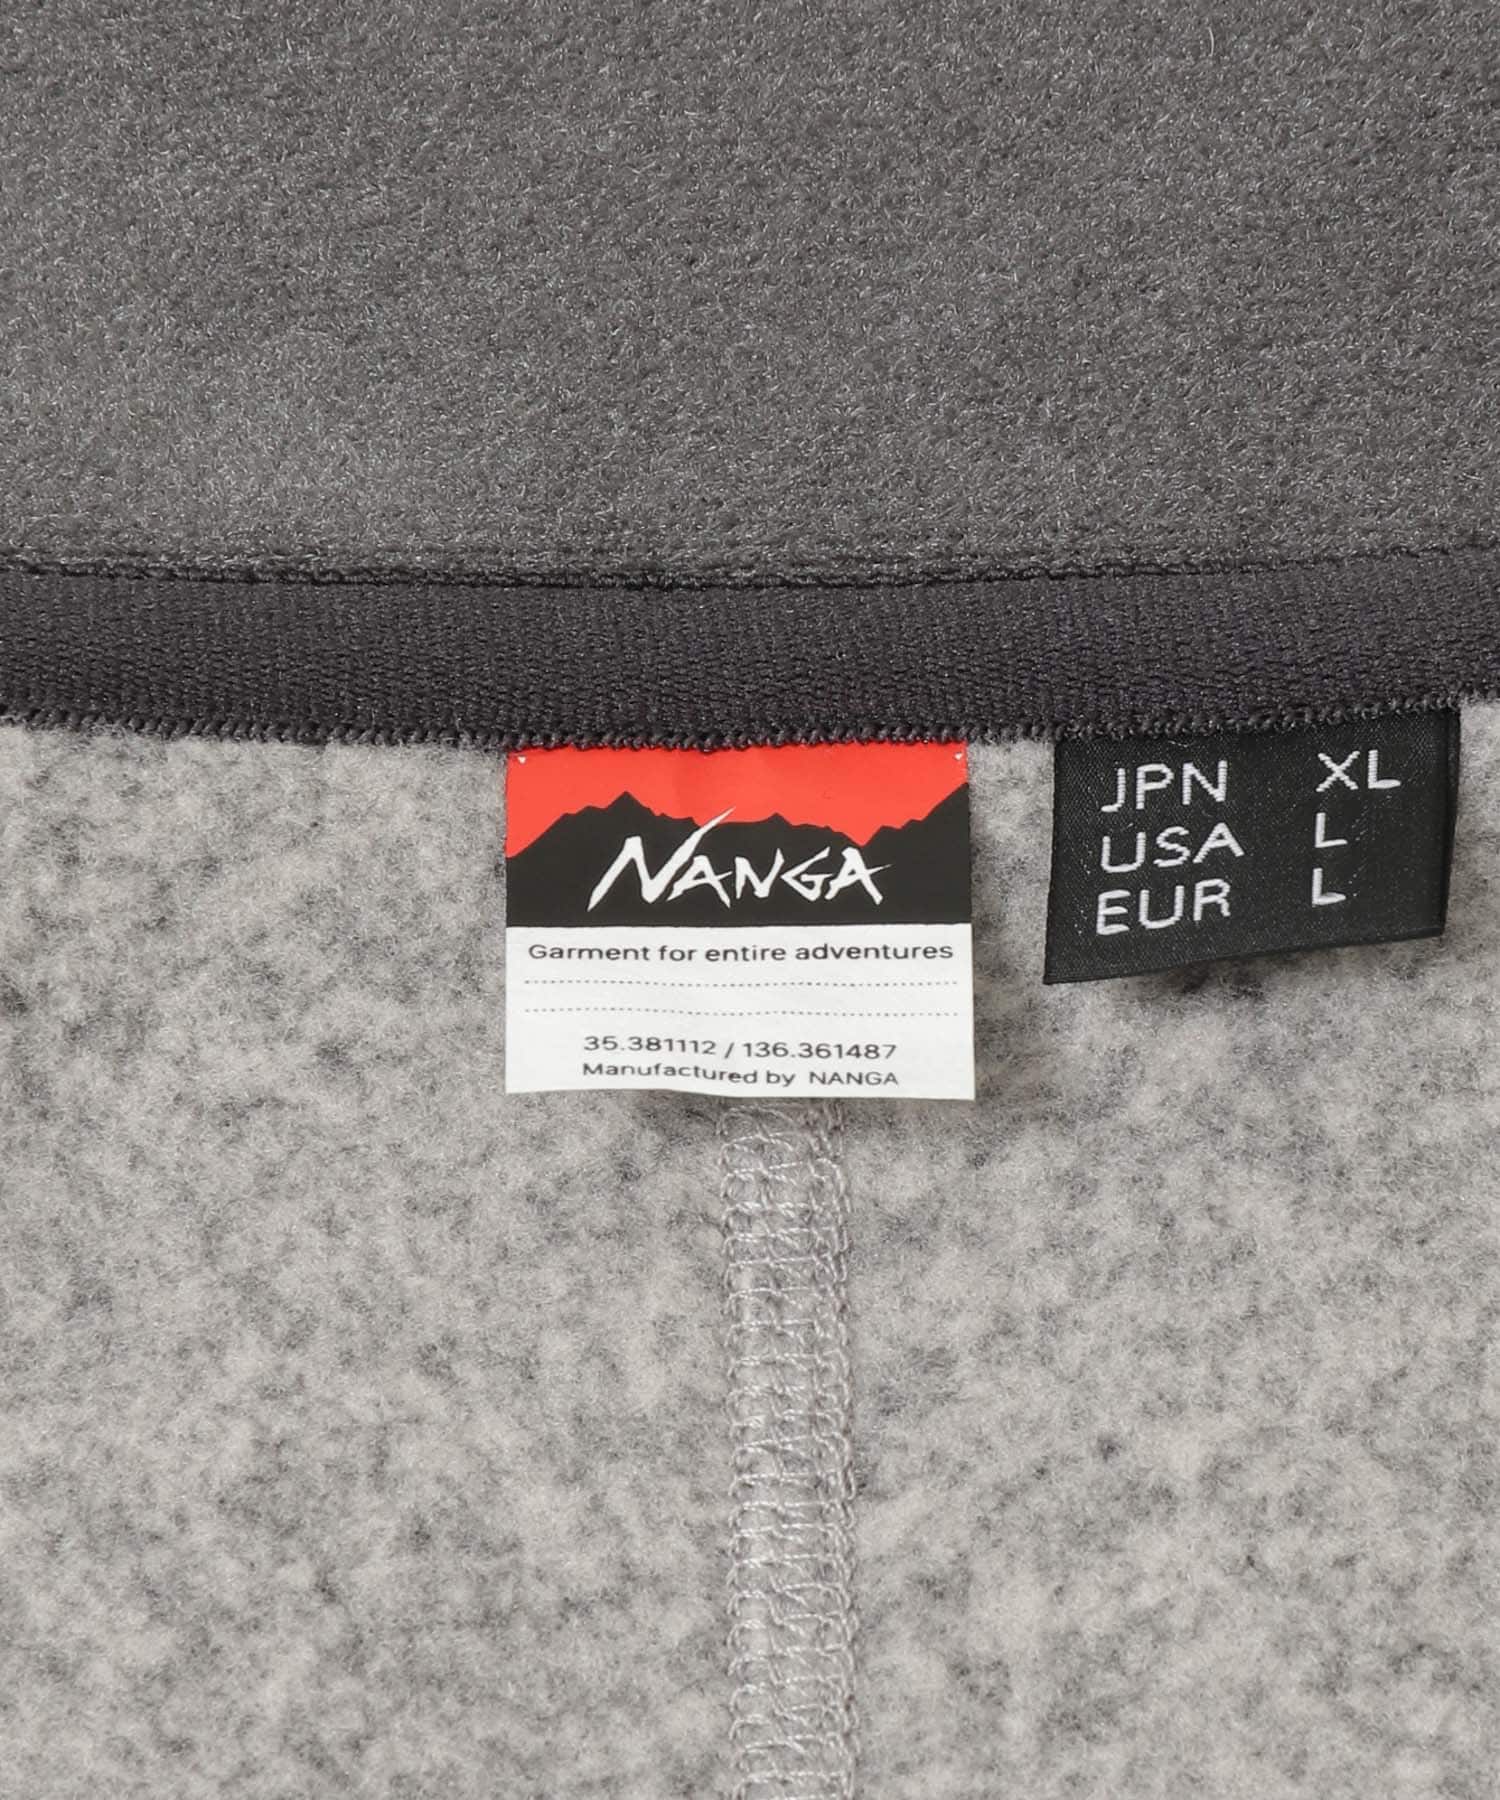 NANGA
Garment for entire adventures
35.381112 / 136.361487
Manufactured by NANGA
JPN XL
USA L
EUR L